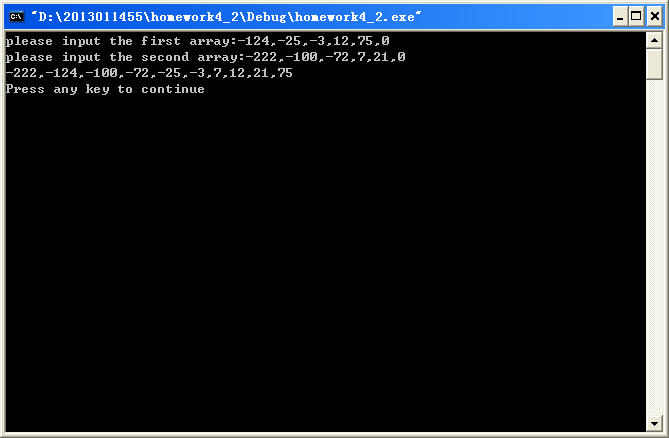 "D:\2013011455\homework4_2\Debug\homework4_2.exe"
please input the first array:-124,-25,-3,12,75,0
please input the second array:-222,-100,-72,7,21,0
-222,-124,-100,-72,-25,-3,7,12,21,75
Press any key to continue